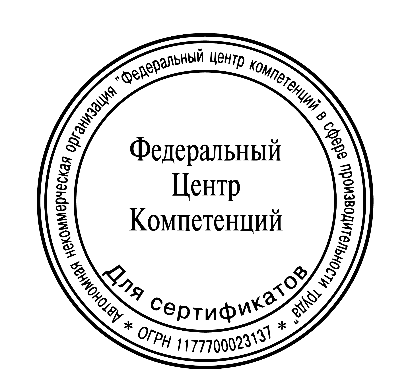 Автономная некоммерческая организация "Федеральный центр компетенций в сфере производительности труда"
* ОГРН 1177700023137 *
Федеральный
Центр
Компетенций
Для сертификатов